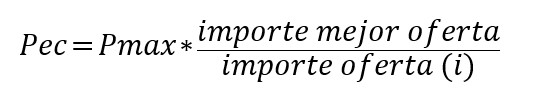 Pec = Pmax * importe mejor oferta / importe oferta (i)